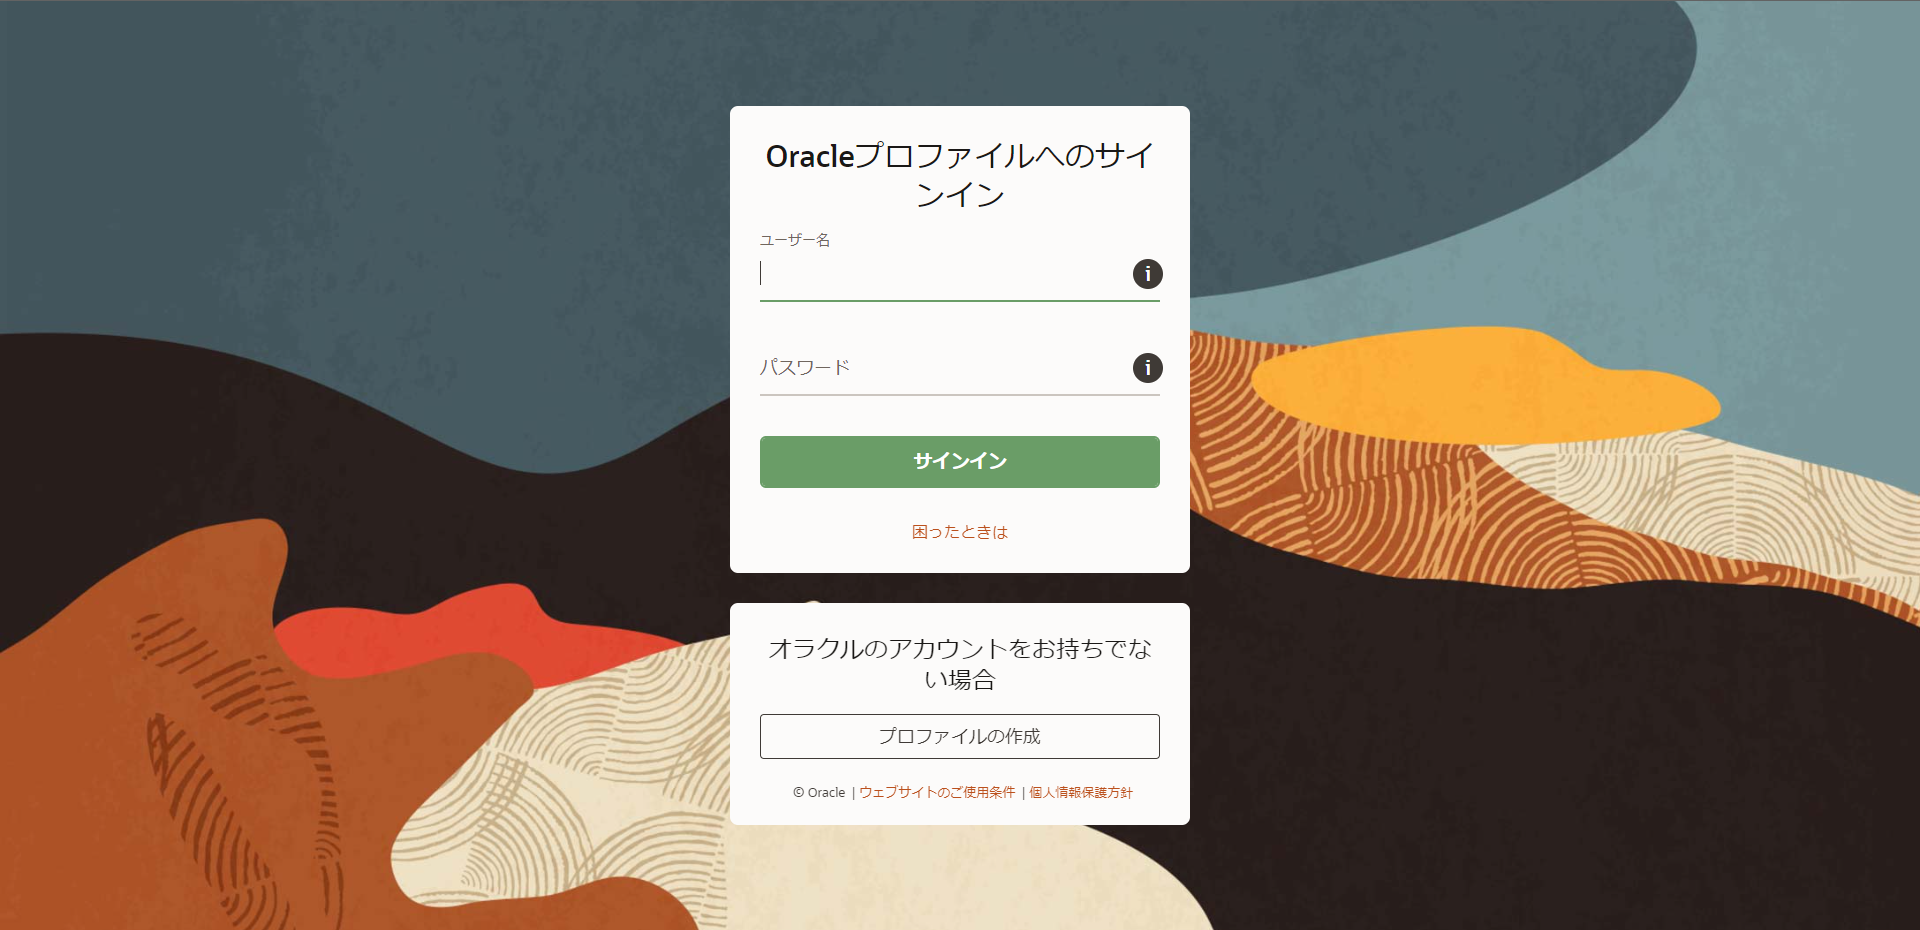 Oracleプロファイルへのサイ
ンイン
ユーザー名
i
パスワード
i
サインイン
困ったときは
オラクルのアカウントをお持ちでな
い場合
プロファイルの作成
© Oracle | ウェブサイトのご使用条件 | 個人情報保護方針